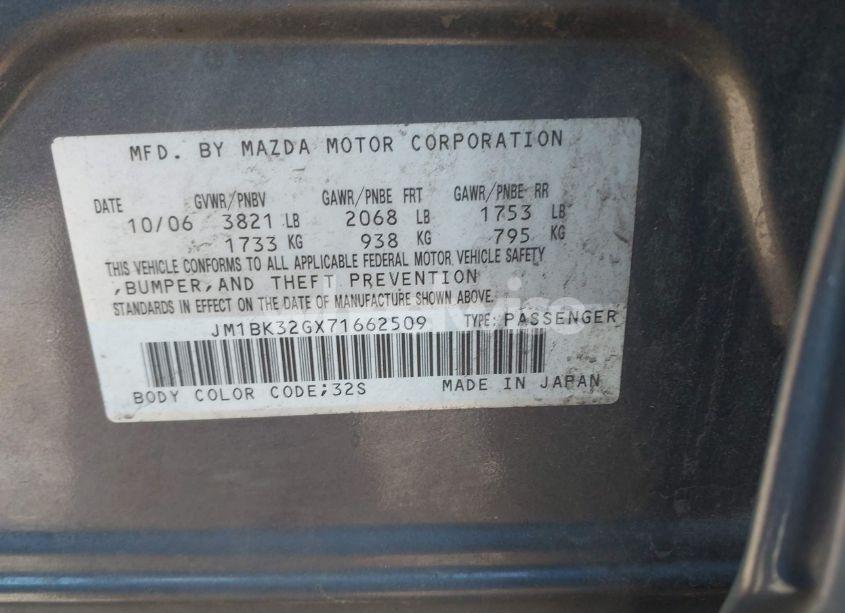 MFD. BY MAZDA MOTOR CORPORATION
DATE GVWR/PNBV GAWR/PNBE FRT GAWR/PNBE RR
10/06 3821 LB 2068 LB 1753 LB
1733 KG 938 KG 795 KG
THIS VEHICLE CONFORMS TO ALL APPLICABLE FEDERAL MOTOR VEHICLE SAFETY
,BUMPER,AND THEFT PREVENTION
STANDARDS IN EFFECT ON THE DATE OF MANUFACTURE SHOWN ABOVE.
JM1BK32GX71662509 TYPE: PASSENGER
BODY COLOR CODE;32S MADE IN JAPAN